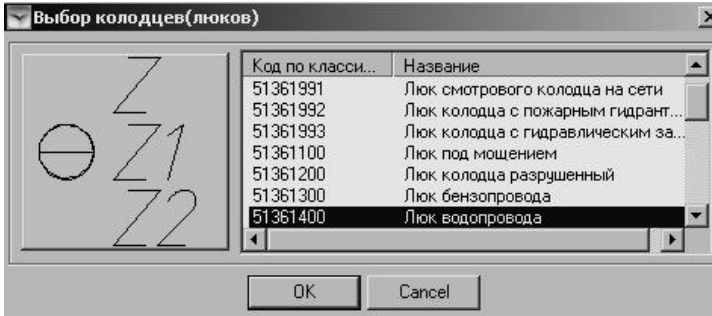 Выбор колодцев(люков)
Z
Z1
Z2
Код по класси... Название
51361991 Люк смотрового колодца на сети
51361992 Люк колодца с пожарным гидрант...
51361993 Люк колодца с гидравлическим за...
51361100 Люк под мощением
51361200 Люк колодца разрушенный
51361300 Люк бензопровода
51361400 Люк водопровода
OK Cancel